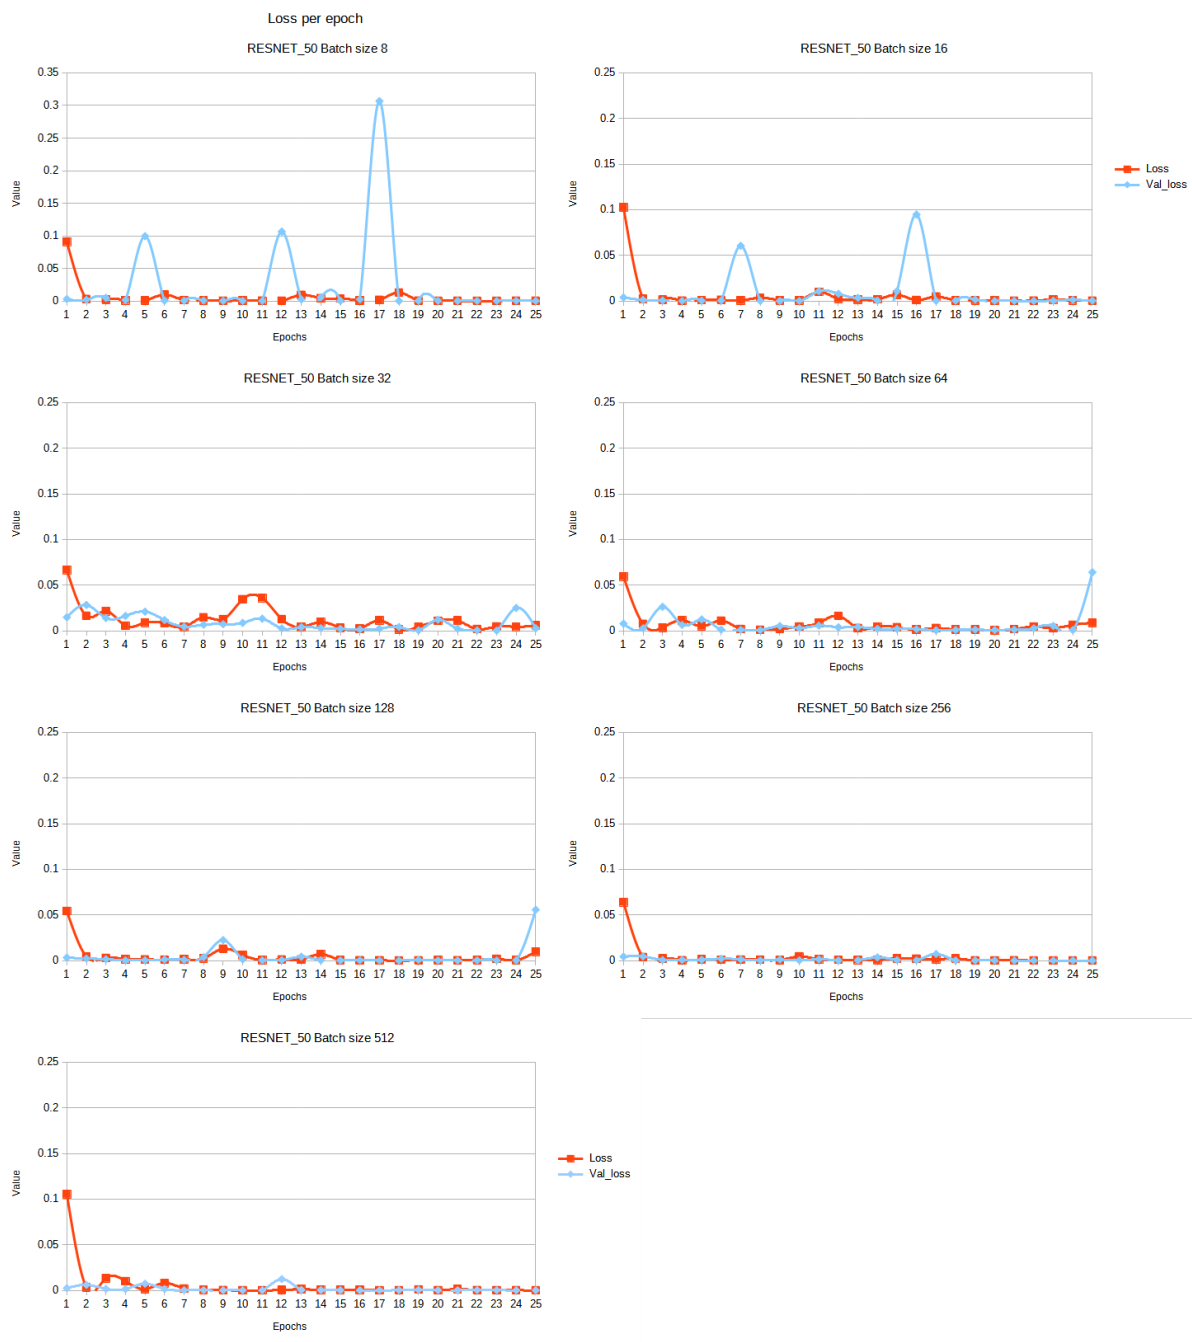 Loss per epoch
RESNET_50 Batch size 8
0.35
0.3
0.25
0.2
0.15
0.1
0.05
0
Value
1 2 3 4 5 6 7 8 9 10 11 12 13 14 15 16 17 18 19 20 21 22 23 24 25
Epochs
RESNET_50 Batch size 16
0.25
0.2
0.15
0.1
0.05
0
Value
1 2 3 4 5 6 7 8 9 10 11 12 13 14 15 16 17 18 19 20 21 22 23 24 25
Epochs
Loss
Val_loss
RESNET_50 Batch size 32
0.25
0.2
0.15
0.1
0.05
0
Value
1 2 3 4 5 6 7 8 9 10 11 12 13 14 15 16 17 18 19 20 21 22 23 24 25
Epochs
RESNET_50 Batch size 64
0.25
0.2
0.15
0.1
0.05
0
Value
1 2 3 4 5 6 7 8 9 10 11 12 13 14 15 16 17 18 19 20 21 22 23 24 25
Epochs
RESNET_50 Batch size 128
0.25
0.2
0.15
0.1
0.05
0
Value
1 2 3 4 5 6 7 8 9 10 11 12 13 14 15 16 17 18 19 20 21 22 23 24 25
Epochs
RESNET_50 Batch size 256
0.25
0.2
0.15
0.1
0.05
0
Value
1 2 3 4 5 6 7 8 9 10 11 12 13 14 15 16 17 18 19 20 21 22 23 24 25
Epochs
RESNET_50 Batch size 512
0.25
0.2
0.15
0.1
0.05
0
Value
1 2 3 4 5 6 7 8 9 10 11 12 13 14 15 16 17 18 19 20 21 22 23 24 25
Epochs
Loss
Val_loss